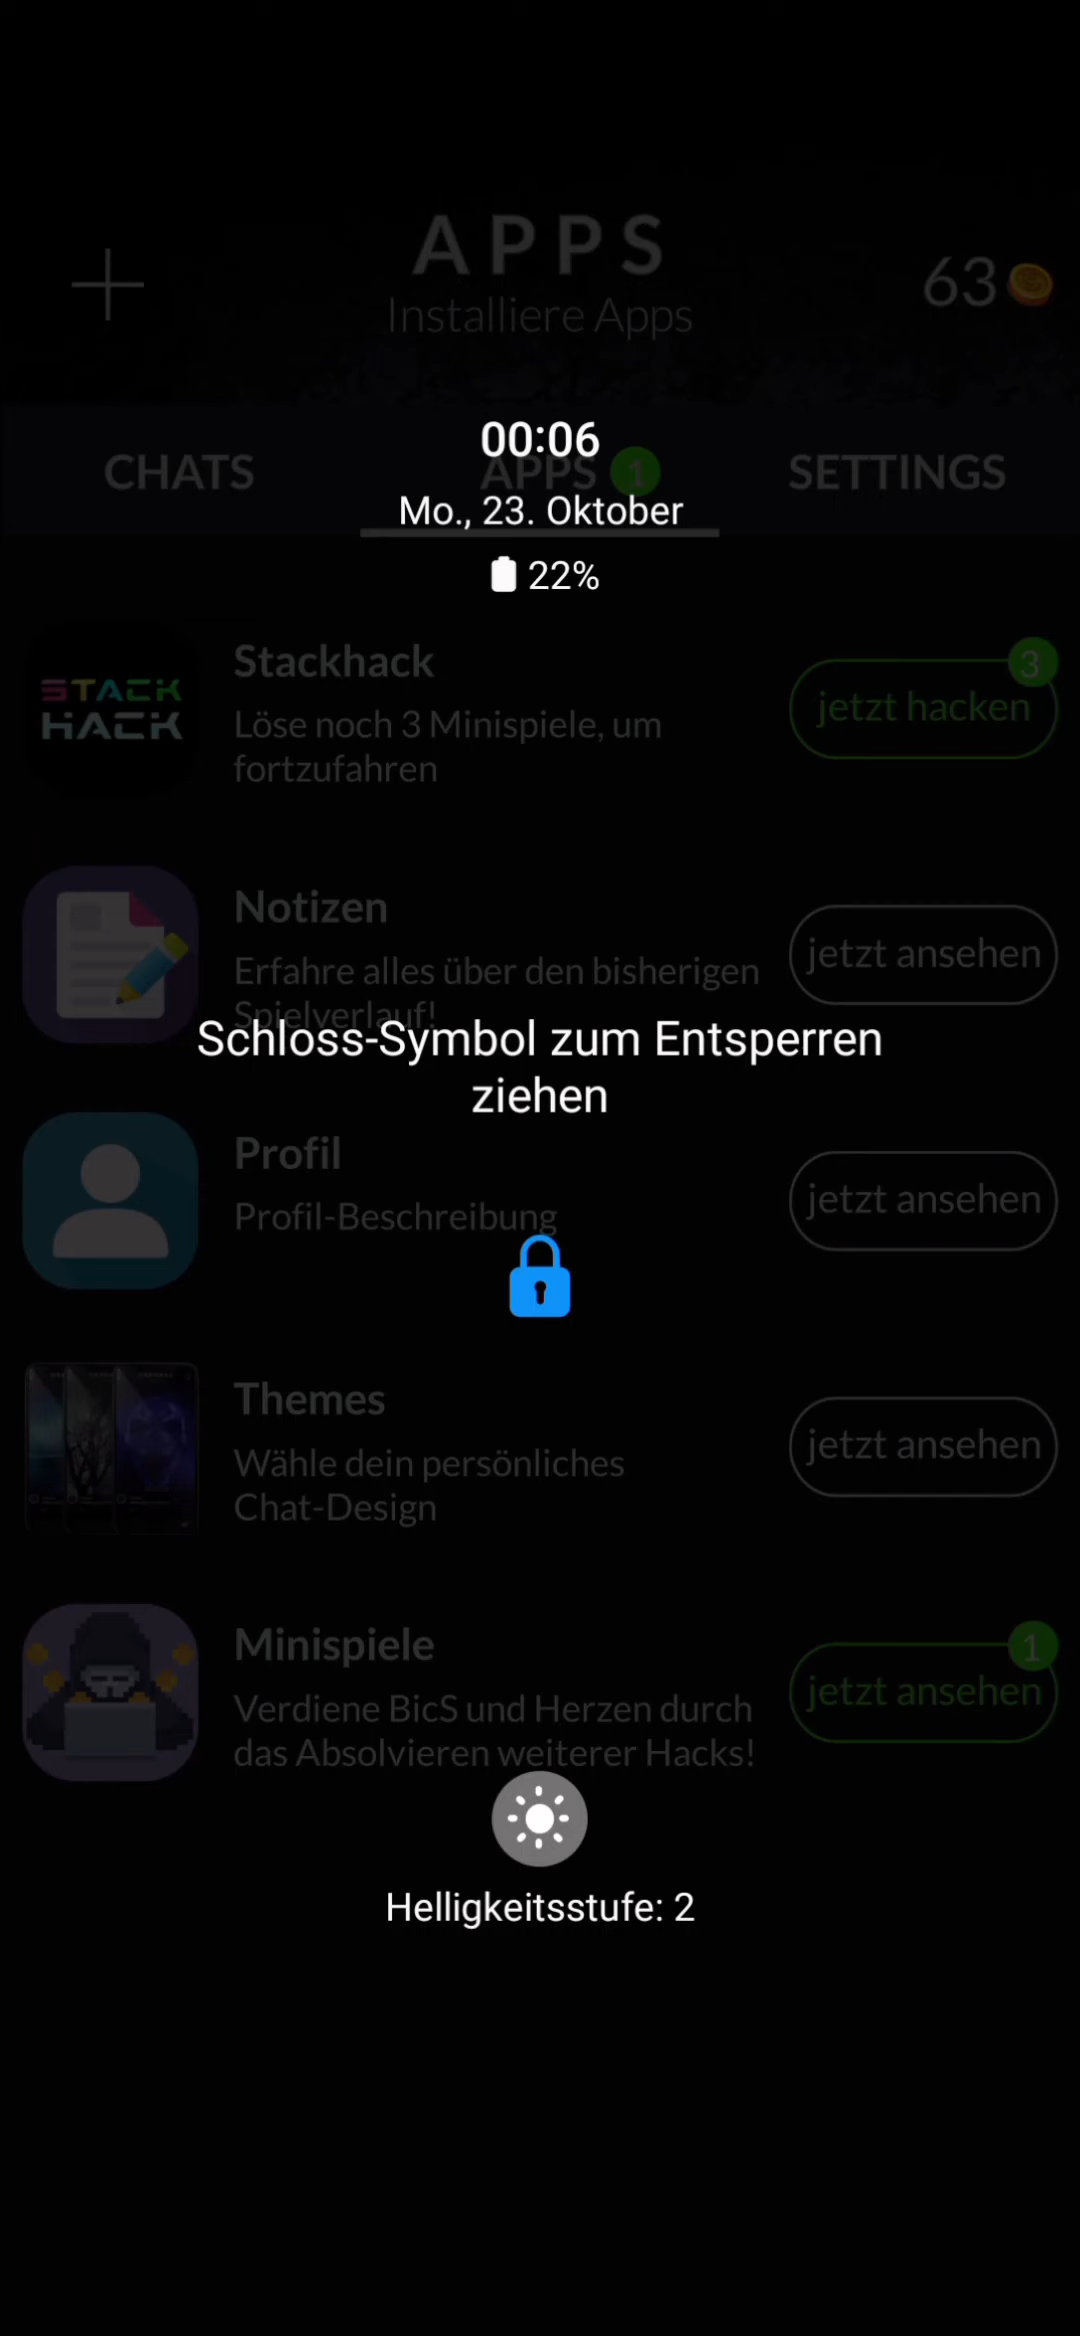 APPS
Installiere Apps
63
00:06
CHATS
APPS 1
SETTINGS
Mo., 23. Oktober
22%
STACK
HACK
Stackhack
Löse noch 3 Minispiele, um
fortzufahren
3
jetzt hacken
Notizen
Erfahre alles über den bisherigen
Spielverlauf!
jetzt ansehen
Schloss-Symbol zum Entsperren
ziehen
Profil
Profil-Beschreibung
jetzt ansehen
Themes
Wähle dein persönliches
Chat-Design
jetzt ansehen
Minispiele
Verdiene BicS und Herzen durch
das Absolvieren weiterer Hacks!
1
jetzt ansehen
Helligkeitsstufe: 2